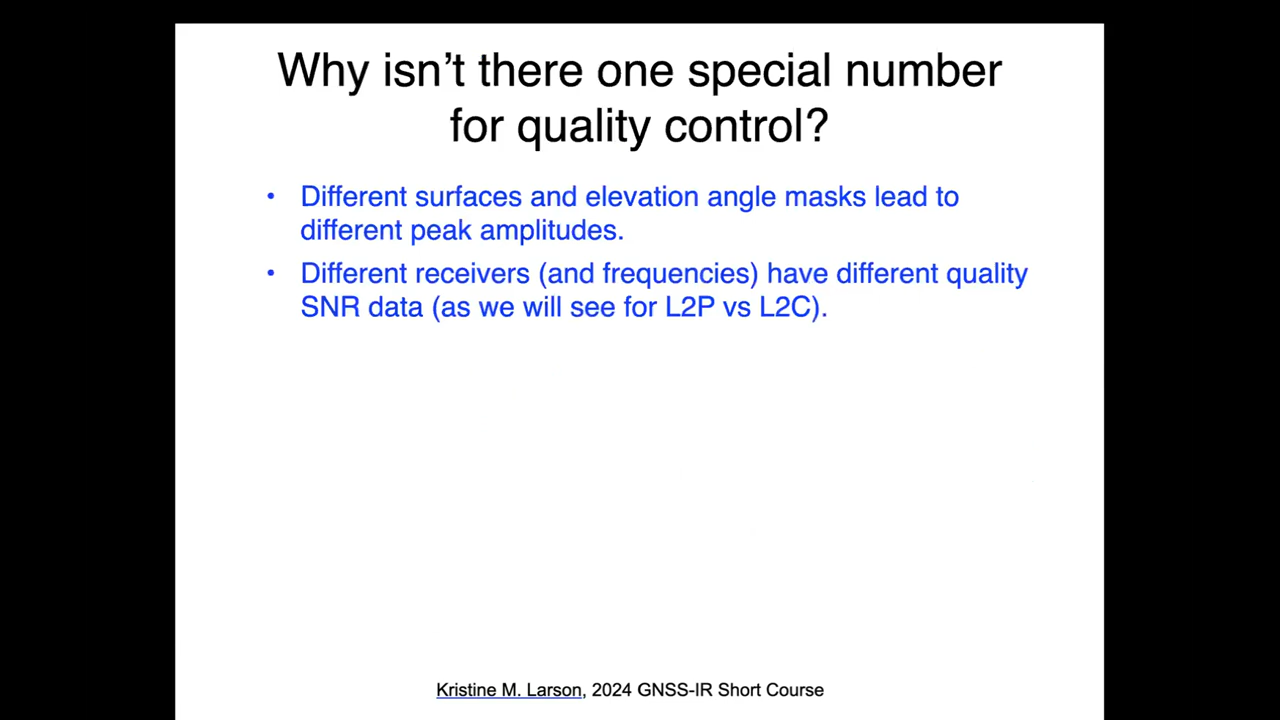 Why isn't there one special number
for quality control?
• Different surfaces and elevation angle masks lead to
different peak amplitudes.
• Different receivers (and frequencies) have different quality
SNR data (as we will see for L2P vs L2C).
Kristine M. Larson, 2024 GNSS-IR Short Course